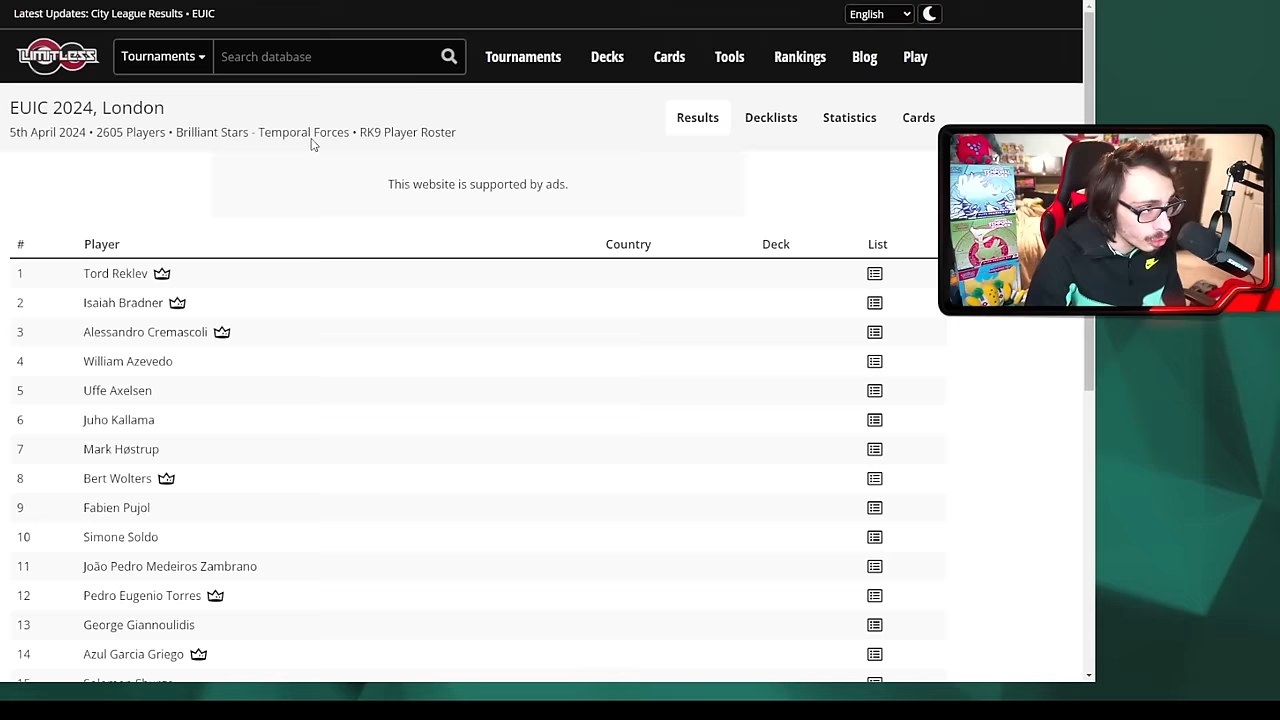 Latest Updates: City League Results • EUIC
English
LIMITLESS
Tournaments
Search database
Tournaments
Decks
Cards
Tools
Rankings
Blog
Play
EUIC 2024, London
5th April 2024 • 2605 Players • Brilliant Stars - Temporal Forces • RK9 Player Roster
Results
Decklists
Statistics
Cards
This website is supported by ads.
# Player Country Deck List
1 Tord Reklev
2 Isaiah Bradner
3 Alessandro Cremascoli
4 William Azevedo
5 Uffe Axelsen
6 Juho Kallama
7 Mark Høstrup
8 Bert Wolters
9 Fabien Pujol
10 Simone Soldo
11 João Pedro Medeiros Zambrano
12 Pedro Eugenio Torres
13 George Giannoulidis
14 Azul Garcia Griego